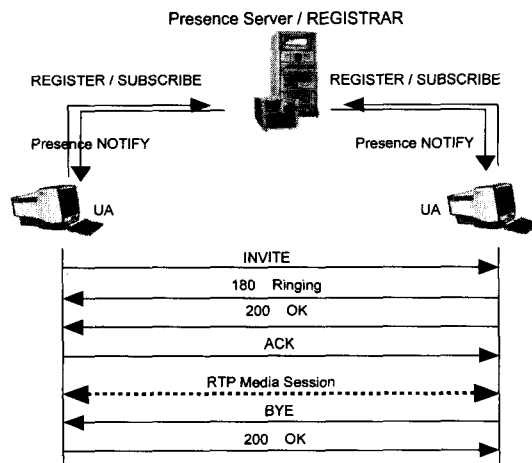 Presence Server / REGISTRAR
REGISTER / SUBSCRIBE
REGISTER / SUBSCRIBE
Presence NOTIFY
Presence NOTIFY
UA
UA
INVITE
180 Ringing
200 OK
ACK
RTP Media Session
BYE
200 OK